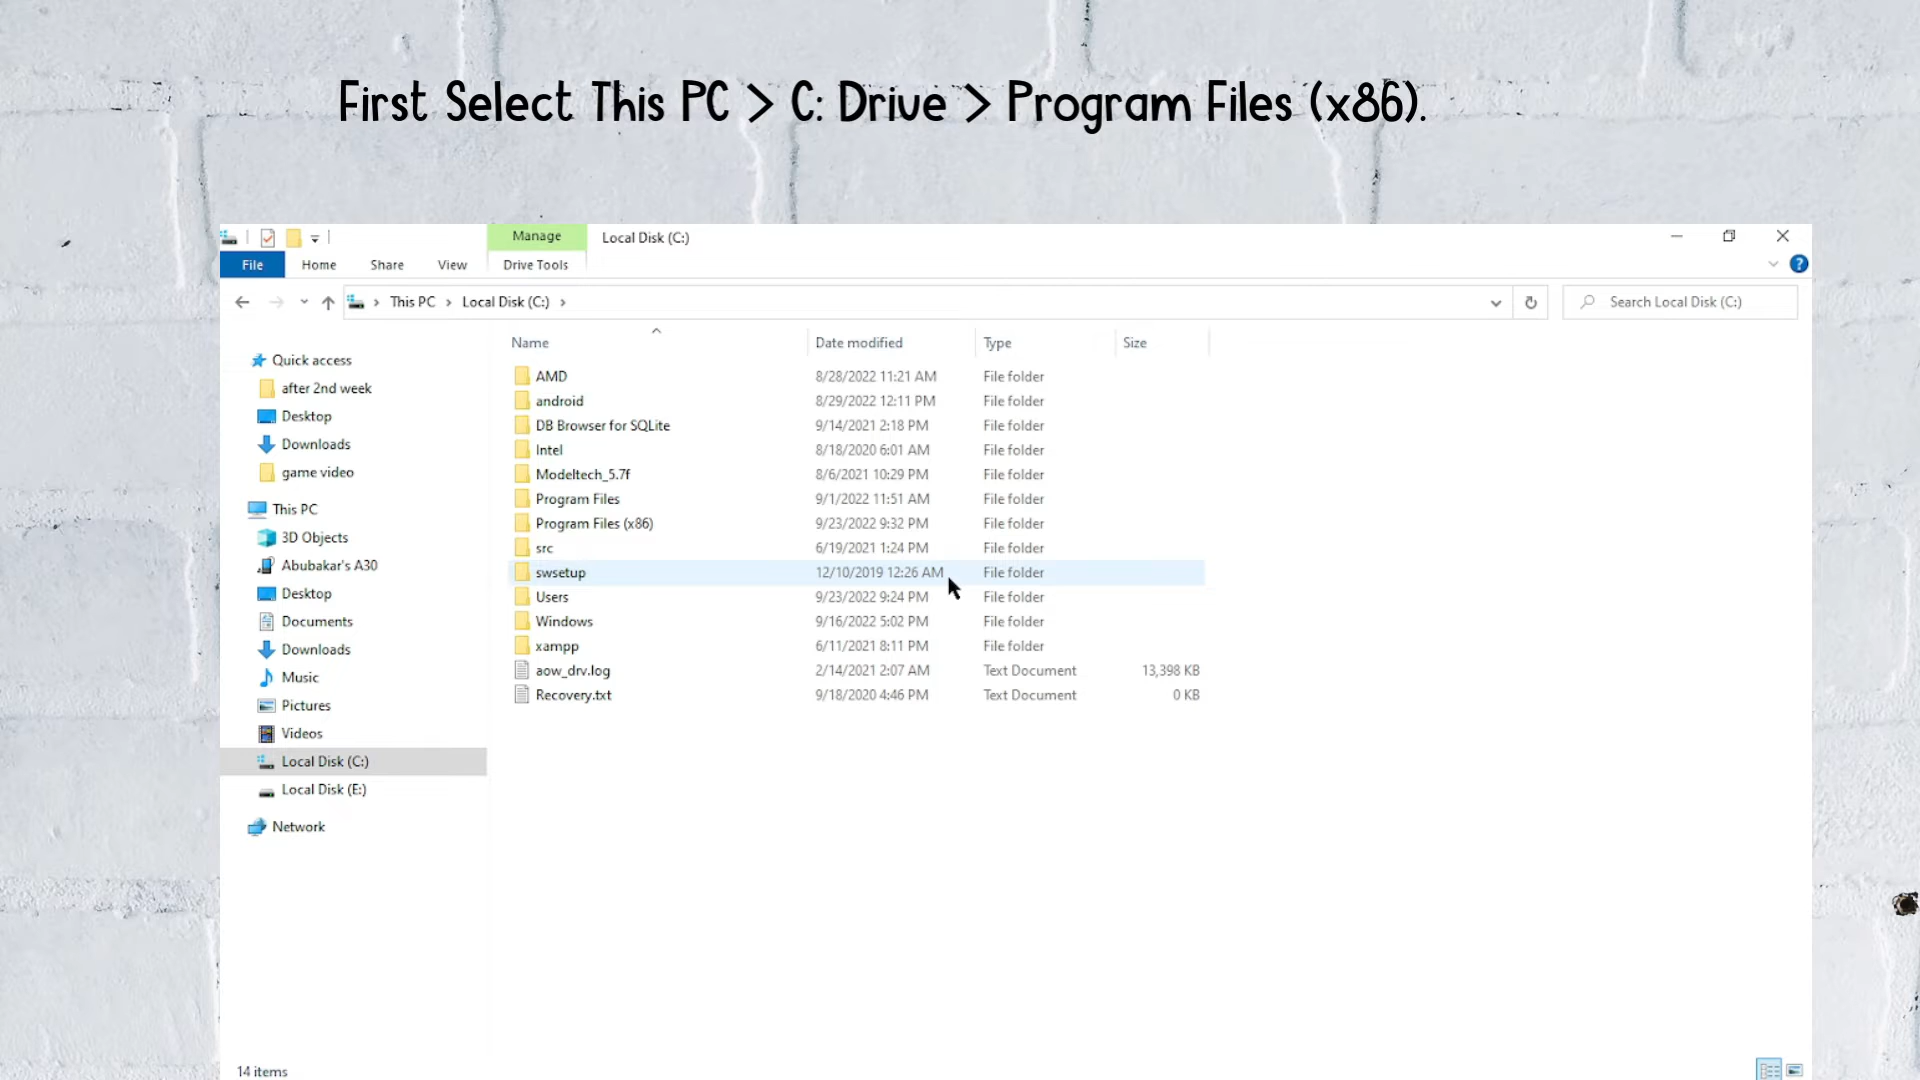 First Select This PC > C: Drive > Program Files (x86).
Manage
Local Disk (C:)
File
Home
Share
View
Drive Tools
This PC > Local Disk (C:) >
Search Local Disk (C:)
Name
Date modified
Type
Size
Quick access
after 2nd week
Desktop
Downloads
game video
This PC
3D Objects
Abubakar's A30
Desktop
Documents
Downloads
Music
Pictures
Videos
Local Disk (C:)
Local Disk (E:)
Network
AMD 8/28/2022 11:21 AM File folder
android 8/29/2022 12:11 PM File folder
DB Browser for SQLite 9/14/2021 2:18 PM File folder
Intel 8/18/2020 6:01 AM File folder
Modeltech_5.7f 8/6/2021 10:29 PM File folder
Program Files 9/1/2022 11:51 AM File folder
Program Files (x86) 9/23/2022 9:32 PM File folder
src 6/19/2021 1:24 PM File folder
swsetup 12/10/2019 12:26 AM File folder
Users 9/23/2022 9:24 PM File folder
Windows 9/16/2022 5:02 PM File folder
xampp 6/11/2021 8:11 PM File folder
aow_drv.log 2/14/2021 2:07 AM Text Document 13,398 KB
Recovery.txt 9/18/2020 4:46 PM Text Document 0 KB
14 items